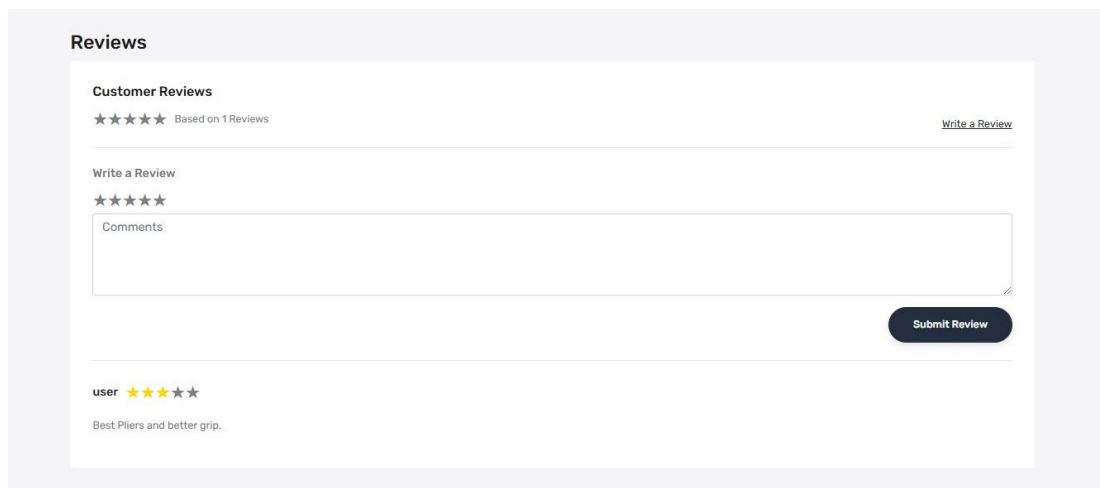 Reviews
Customer Reviews
★★★★★ Based on 1 Reviews
Write a Review
Write a Review
★★★★★
Comments
Submit Review
user ★★★★★
Best Pliers and better grip.